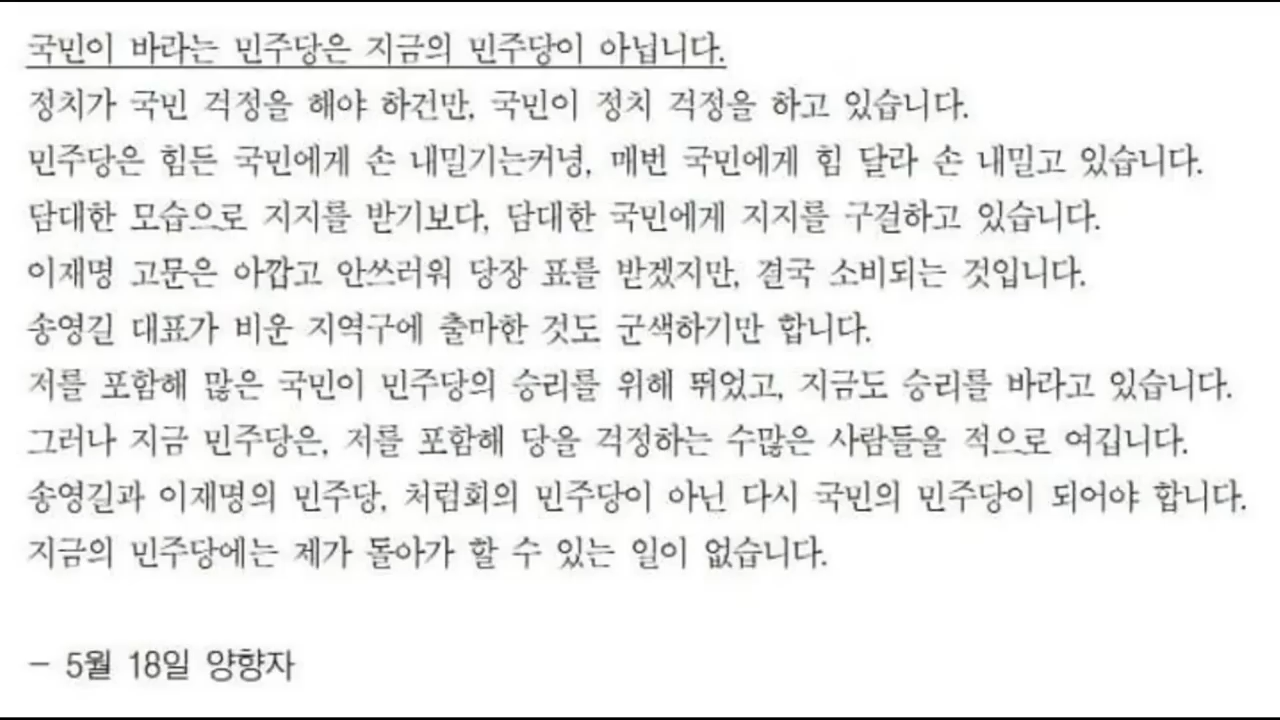 국민이 바라는 민주당은 지금의 민주당이 아닙니다.
정치가 국민 걱정을 해야 하건만, 국민이 정치 걱정을 하고 있습니다.
민주당은 힘든 국민에게 손 내밀기는커녕, 매번 국민에게 힘 달라 손 내밀고 있습니다.
담대한 모습으로 지지를 받기보다, 담대한 국민에게 지지를 구걸하고 있습니다.
이재명 고문은 아깝고 안쓰러워 당장 표를 받겠지만, 결국 소비되는 것입니다.
송영길 대표가 비운 지역구에 출마한 것도 군색하기만 합니다.
저를 포함해 많은 국민이 민주당의 승리를 위해 뛰었고, 지금도 승리를 바라고 있습니다.
그러나 지금 민주당은, 저를 포함해 당을 걱정하는 수많은 사람들을 적으로 여깁니다.
송영길과 이재명의 민주당, 처럼회의 민주당이 아닌 다시 국민의 민주당이 되어야 합니다.
지금의 민주당에는 제가 돌아가 할 수 있는 일이 없습니다.
- 5월 18일 양향자